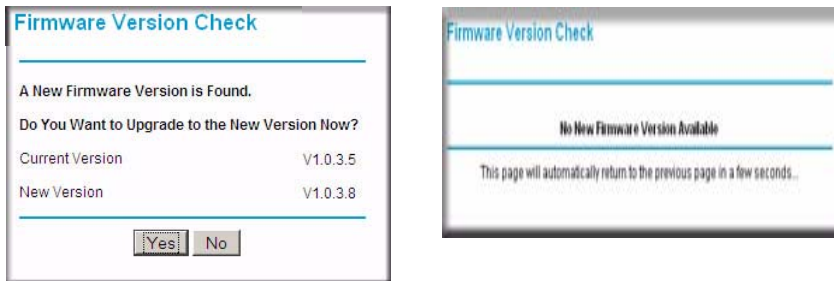 Firmware Version Check
A New Firmware Version is Found.
Do You Want to Upgrade to the New Version Now?
Current Version V1.0.3.5
New Version V1.0.3.8
Yes No
Firmware Version Check
No New Firmware Version Available
This page will automatically return to the previous page in a few seconds...